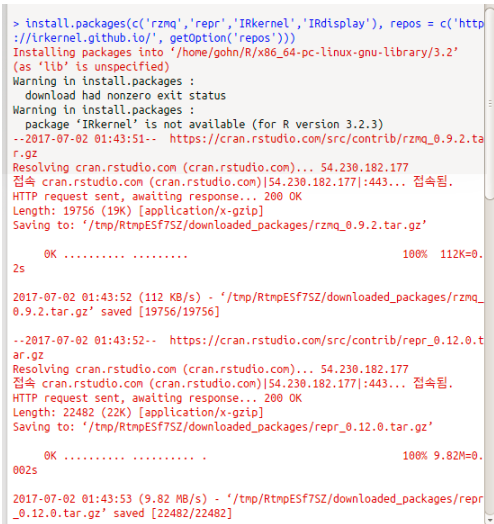 > install.packages(c('rzmq','repr','IRkernel','IRdisplay'), repos = c('http
://irkernel.github.io/', getOption('repos')))
Installing packages into ‘/home/gohn/R/x86_64-pc-linux-gnu-library/3.2’
(as ‘lib’ is unspecified)
Warning in install.packages :
  download had nonzero exit status
Warning in install.packages :
  package ‘IRkernel’ is not available (for R version 3.2.3)
--2017-07-02 01:43:51--  https://cran.rstudio.com/src/contrib/rzmq_0.9.2.ta
r.gz
Resolving cran.rstudio.com (cran.rstudio.com)... 54.230.182.177
접속 cran.rstudio.com (cran.rstudio.com)|54.230.182.177|:443... 접속됨.
HTTP request sent, awaiting response... 200 OK
Length: 19756 (19K) [application/x-gzip]
Saving to: ‘/tmp/RtmpESf7SZ/downloaded_packages/rzmq_0.9.2.tar.gz’
     0K .......... .........                                  100%  112K=0.
2s
2017-07-02 01:43:52 (112 KB/s) - ‘/tmp/RtmpESf7SZ/downloaded_packages/rzmq_
0.9.2.tar.gz’ saved [19756/19756]
--2017-07-02 01:43:52--  https://cran.rstudio.com/src/contrib/repr_0.12.0.t
ar.gz
Resolving cran.rstudio.com (cran.rstudio.com)... 54.230.182.177
접속 cran.rstudio.com (cran.rstudio.com)|54.230.182.177|:443... 접속됨.
HTTP request sent, awaiting response... 200 OK
Length: 22482 (22K) [application/x-gzip]
Saving to: ‘/tmp/RtmpESf7SZ/downloaded_packages/repr_0.12.0.tar.gz’
     0K .......... .......... .                               100% 9.82M=0.
002s
2017-07-02 01:43:53 (9.82 MB/s) - ‘/tmp/RtmpESf7SZ/downloaded_packages/repr
_0.12.0.tar.gz’ saved [22482/22482]